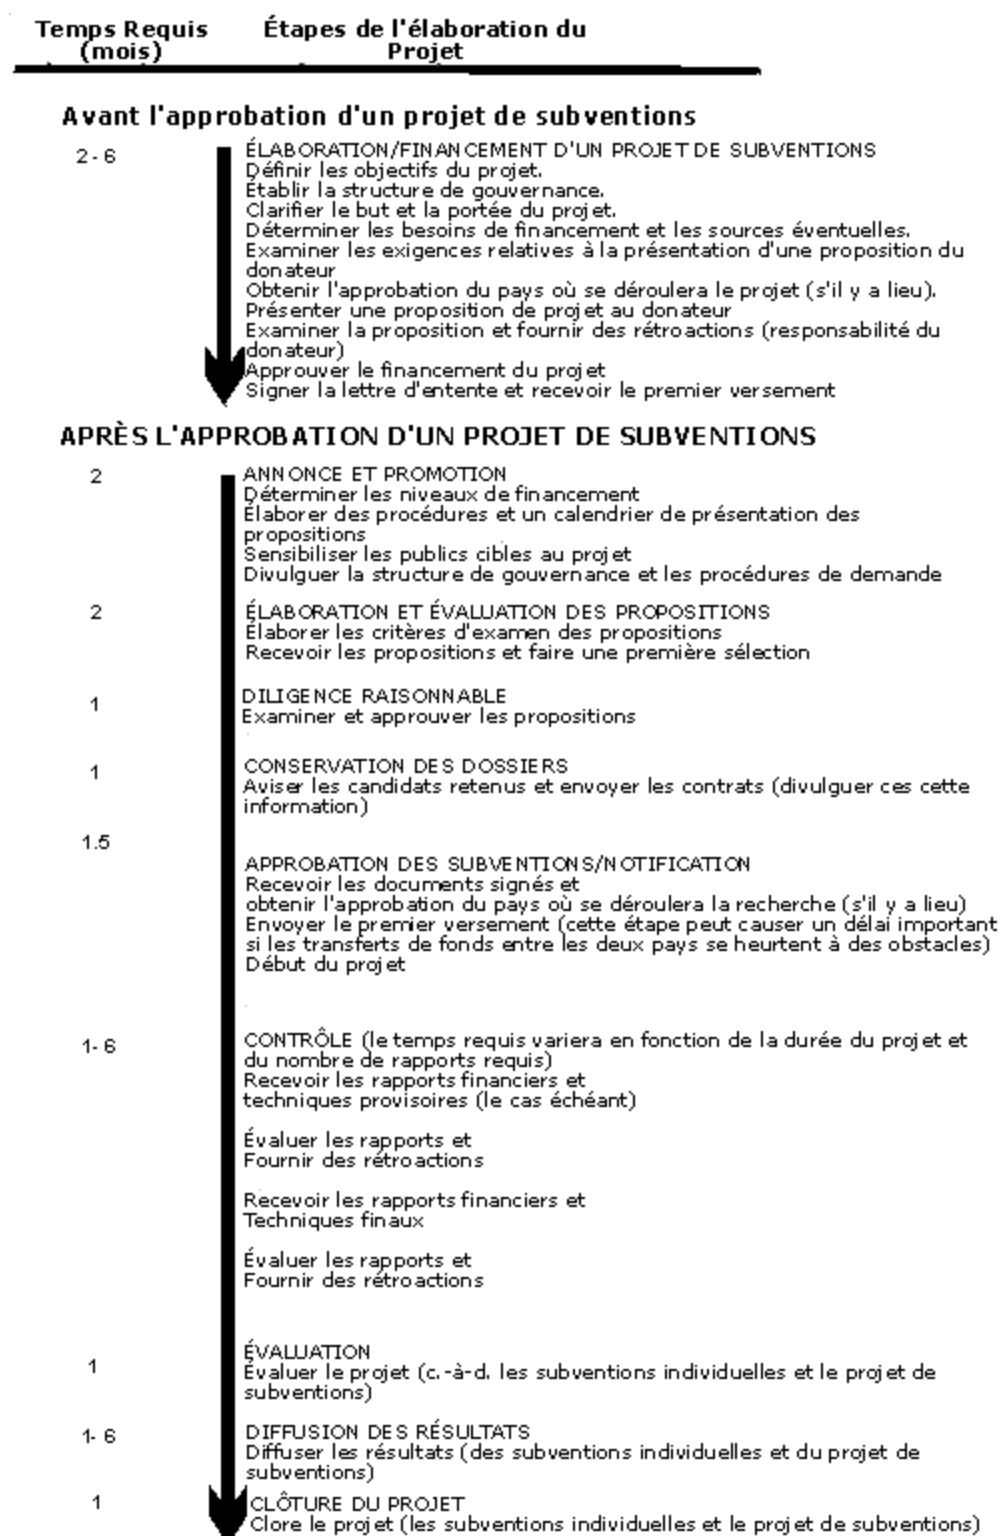 Temps Requis Étapes de l'élaboration du
(mois) Projet
Avant l'approbation d'un projet de subventions
2 - 6 ÉLABORATION/FINANCEMENT D'UN PROJET DE SUBVENTIONS
Définir les objectifs du projet.
Établir la structure de gouvernance.
Clarifier le but et la portée du projet.
Déterminer les besoins de financement et les sources éventuelles.
Examiner les exigences relatives à la présentation d'une proposition du
donateur
Obtenir l'approbation du pays où se déroulera le projet (s'il y a lieu).
Présenter une proposition de projet au donateur
Examiner la proposition et fournir des rétroactions (responsabilité du
donateur)
Approuver le financement du projet
Signer la lettre d'entente et recevoir le premier versement
APRÈS L'APPROBATION D'UN PROJET DE SUBVENTIONS
2 ANNONCE ET PROMOTION
Déterminer les niveaux de financement
Élaborer des procédures et un calendrier de présentation des
propositions
Sensibiliser les publics cibles au projet
Divulguer la structure de gouvernance et les procédures de demande
2 ÉLABORATION ET ÉVALUATION DES PROPOSITIONS
Élaborer les critères d'examen des propositions
Recevoir les propositions et faire une première sélection
1 DILIGENCE RAISONNABLE
Examiner et approuver les propositions
1 CONSERVATION DES DOSSIERS
Aviser les candidats retenus et envoyer les contrats (divulguer ces cette
information)
1.5
APPROBATION DES SUBVENTIONS/NOTIFICATION
Recevoir les documents signés et
obtenir l'approbation du pays où se déroulera la recherche (s'il y a lieu)
Envoyer le premier versement (cette étape peut causer un délai important
si les transferts de fonds entre les deux pays se heurtent à des obstacles)
Début du projet
1- 6 CONTRÔLE (le temps requis variera en fonction de la durée du projet et
du nombre de rapports requis)
Recevoir les rapports financiers et
techniques provisoires (le cas échéant)
Évaluer les rapports et
Fournir des rétroactions
Recevoir les rapports financiers et
Techniques finaux
Évaluer les rapports et
Fournir des rétroactions
1 ÉVALUATION
Évaluer le projet (c.-à-d. les subventions individuelles et le projet de
subventions)
1- 6 DIFFUSION DES RÉSULTATS
Diffuser les résultats (des subventions individuelles et du projet de
subventions)
1 CLÔTURE DU PROJET
Clore le projet (les subventions individuelles et le projet de subventions)